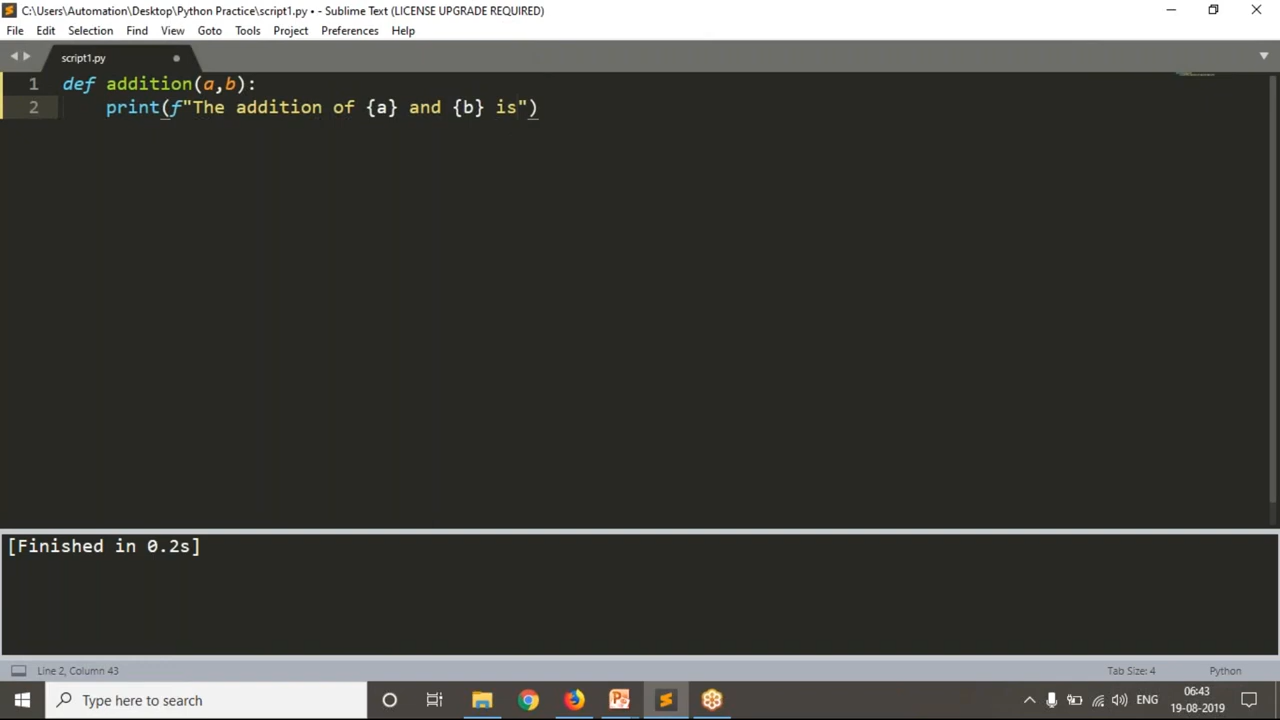 C:\Users\Automation\Desktop\Python Practice\script1.py • - Sublime Text (LICENSE UPGRADE REQUIRED)
File Edit Selection Find View Goto Tools Project Preferences Help
script1.py
1 def addition(a,b):
2 print(f"The addition of {a} and {b} is")
[Finished in 0.2s]
Line 2, Column 43 Tab Size: 4 Python
Type here to search ENG 06:43
19-08-2019